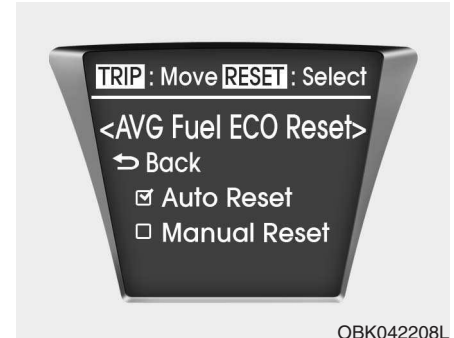 TRIP : Move RESET : Select
<AVG Fuel ECO Reset>
Back
Auto Reset
Manual Reset
OBK042208L